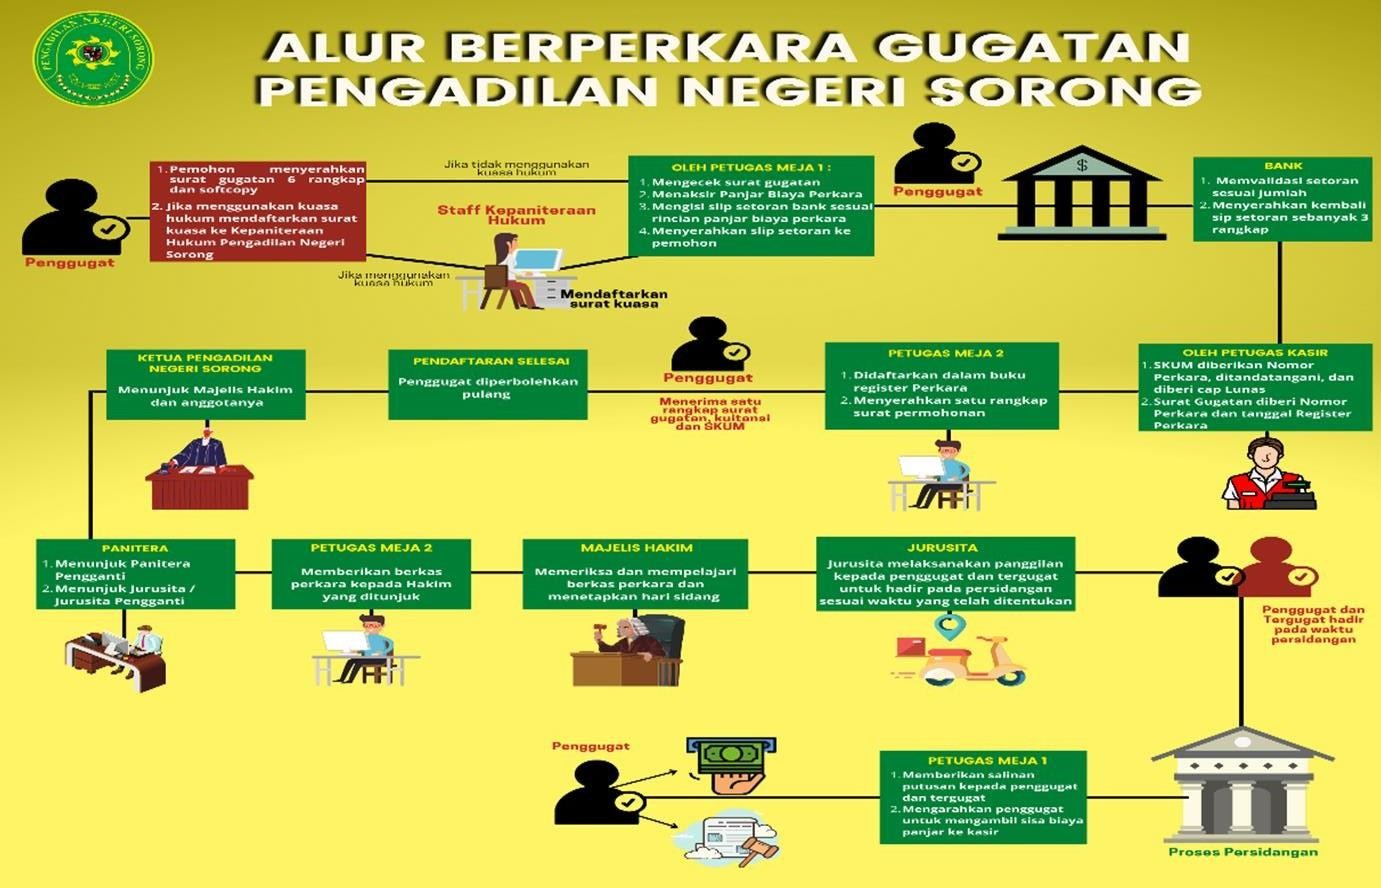 PENGADILAN NEGERI SORONG
ALUR BERPERKARA GUGATAN
PENGADILAN NEGERI SORONG
Penggugat
1. Pemohon menyerahkan
surat gugatan 6 rangkap
dan softcopy
2. Jika menggunakan kuasa
hukum mendaftarkan surat
kuasa ke Kepaniteraan
Hukum Pengadilan Negeri
Sorong
Jika tidak menggunakan
kuasa hukum
Staff Kepaniteraan
Hukum
Jika menggunakan
kuasa hukum
Mendaftarkan
surat kuasa
OLEH PETUGAS MEJA 1 :
1. Mengecek surat gugatan
2. Menaksir Panjar Biaya Perkara
3. Mengisi slip setoran bank sesuai
rincian panjar biaya perkara
4. Menyerahkan slip setoran ke
pemohon
Penggugat
$
BANK
1. Memvalidasi setoran
sesuai jumlah
2. Menyerahkan kembali
sip setoran sebanyak 3
rangkap
OLEH PETUGAS KASIR
1. SKUM diberikan Nomor
Perkara, ditandatangani, dan
diberi cap Lunas
2. Surat Gugatan diberi Nomor
Perkara dan tanggal Register
Perkara
PETUGAS MEJA 2
1. Didaftarkan dalam buku
register Perkara
2. Menyerahkan satu rangkap
surat permohonan
Penggugat
Menerima satu
rangkap surat
gugatan, kuitansi
dan SKUM
PENDAFTARAN SELESAI
Penggugat diperbolehkan
pulang
KETUA PENGADILAN
NEGERI SORONG
Menunjuk Majelis Hakim
dan anggotanya
PANITERA
1. Menunjuk Panitera
Pengganti
2. Menunjuk Jurusita /
Jurusita Pengganti
PETUGAS MEJA 2
Memberikan berkas
perkara kepada Hakim
yang ditunjuk
MAJELIS HAKIM
Memeriksa dan mempelajari
berkas perkara dan
menetapkan hari sidang
JURUSITA
Jurusita melaksanakan panggilan
kepada penggugat dan tergugat
untuk hadir pada persidangan
sesuai waktu yang telah ditentukan
Penggugat dan
Tergugat hadir
pada waktu
persidangan
Proses Persidangan
PETUGAS MEJA 1
1. Memberikan salinan
putusan kepada penggugat
dan tergugat
2. Mengarahkan penggugat
untuk mengambil sisa biaya
panjar ke kasir
Penggugat